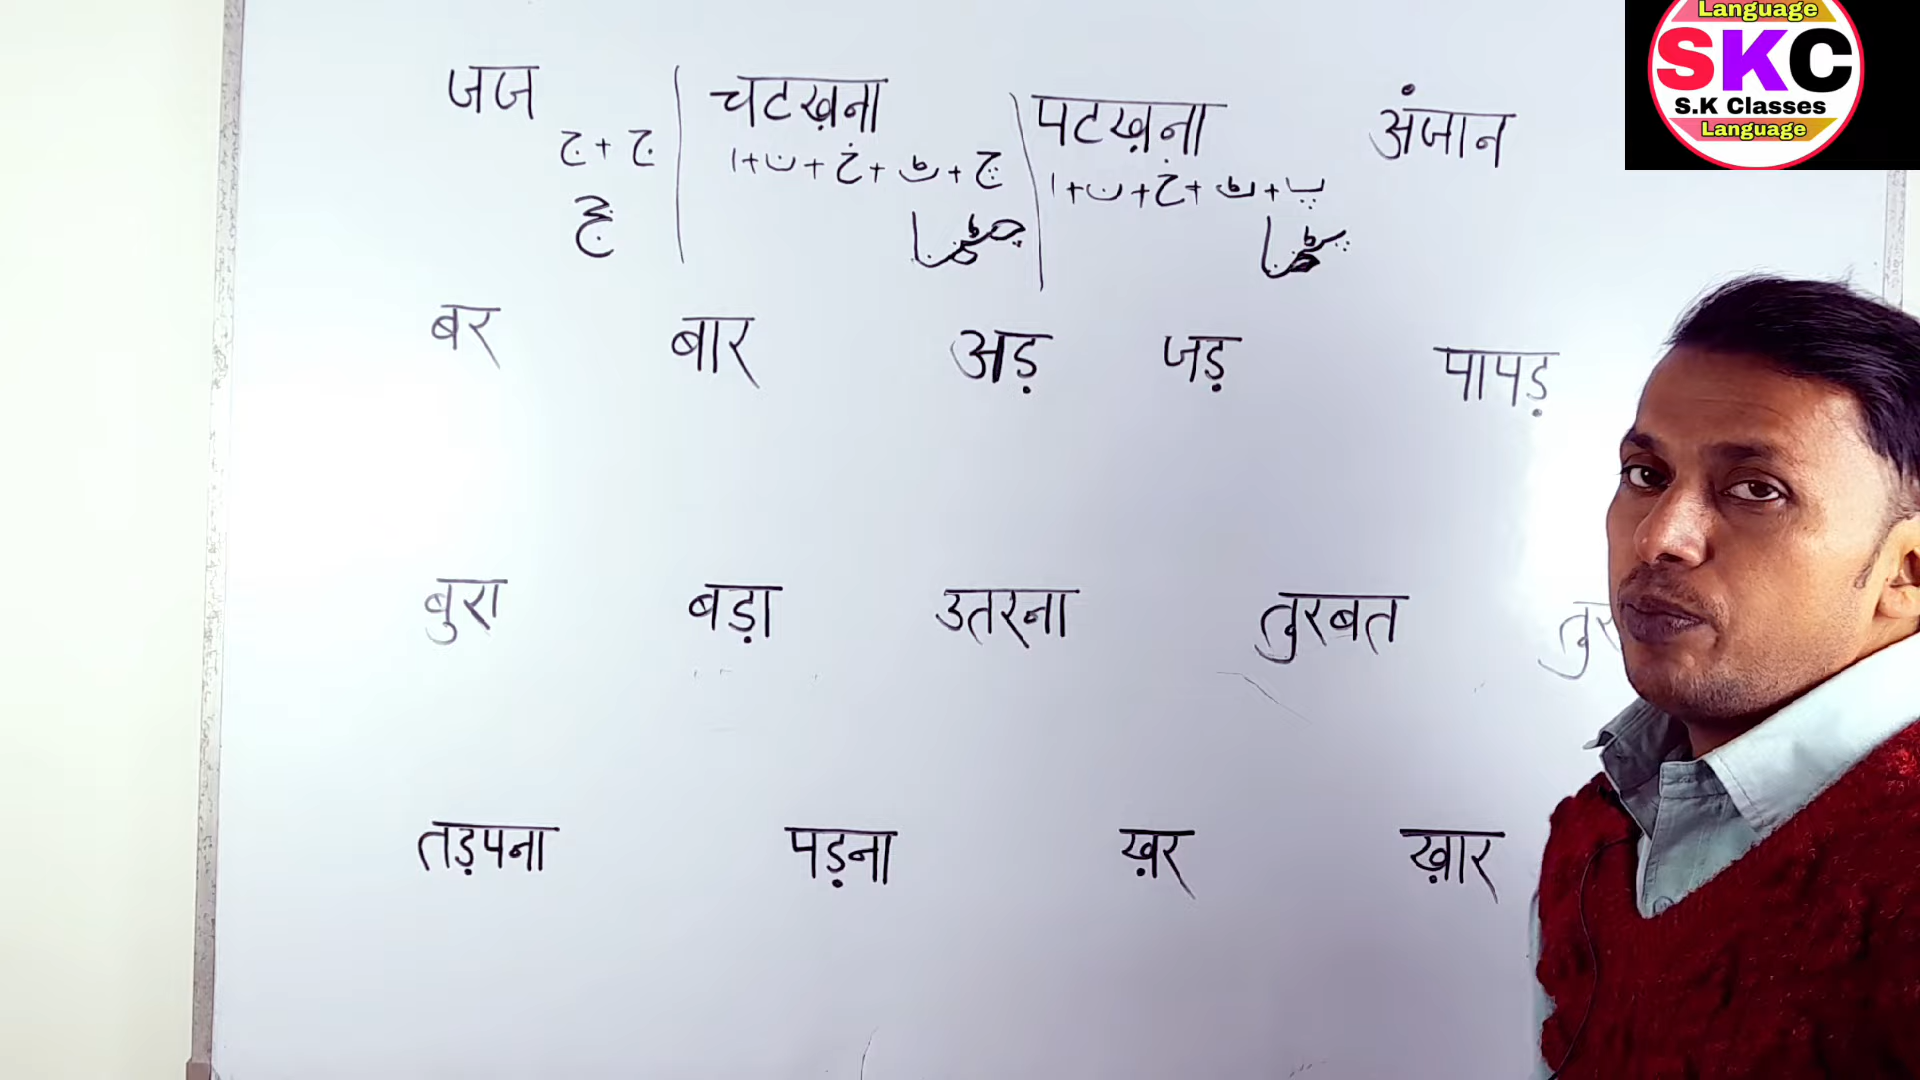 Language
SKC
S.K Classes
Language
जज चटख़ना पटख़ना अंजान
ج + ج
چ + ٹ + خ + ن + ا
پ + ٹ + خ + ن + ا
جج چٹخنا پٹخنا
बर बार अड़ जड़ पापड़
बुरा बड़ा उतरना तुरबत
तड़पना पड़ना ख़र ख़ार